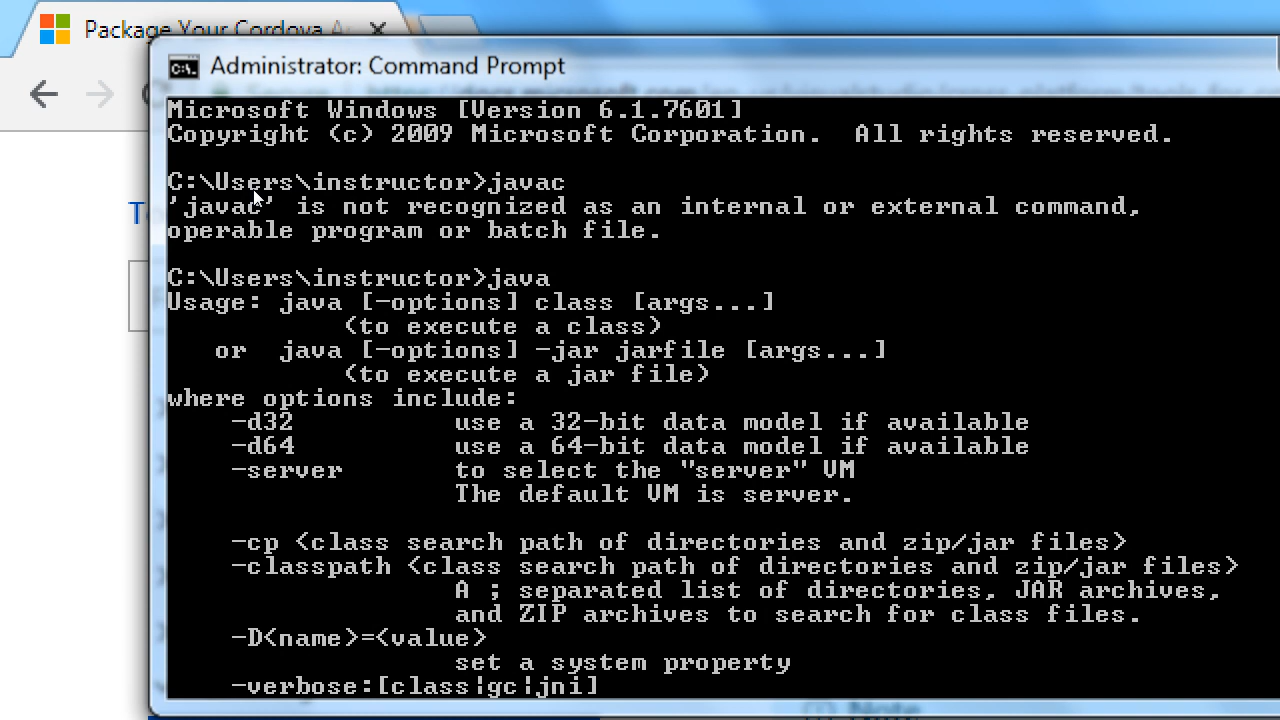 Package Your Cordova A
Administrator: Command Prompt
Microsoft Windows [Version 6.1.7601]
Copyright (c) 2009 Microsoft Corporation.  All rights reserved.
C:\Users\instructor>javac
'javac' is not recognized as an internal or external command,
operable program or batch file.
C:\Users\instructor>java
Usage: java [-options] class [args...]
(to execute a class)
or  java [-options] -jar jarfile [args...]
(to execute a jar file)
where options include:
-d32          use a 32-bit data model if available
-d64          use a 64-bit data model if available
-server       to select the "server" VM
The default VM is server.
-cp <class search path of directories and zip/jar files>
-classpath <class search path of directories and zip/jar files>
A ; separated list of directories, JAR archives,
and ZIP archives to search for class files.
-D<name>=<value>
set a system property
-verbose:[class|gc|jni]
Note